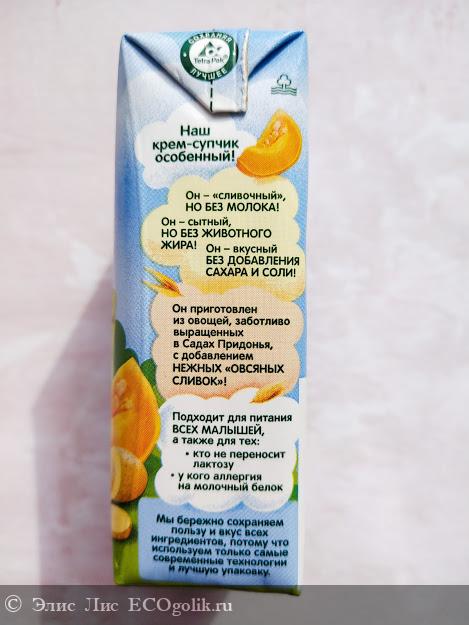 СОХРАНЯЯ
Tetra Pak
ЛУЧШЕЕ
Наш
крем-супчик
особенный!
Он – «сливочный»,
НО БЕЗ МОЛОКА!
Он – сытный,
НО БЕЗ ЖИВОТНОГО
ЖИРА!
Он – вкусный
БЕЗ ДОБАВЛЕНИЯ
САХАРА И СОЛИ!
Он приготовлен
из овощей, заботливо
выращенных
в Садах Придонья,
с добавлением
НЕЖНЫХ «ОВСЯНЫХ
СЛИВОК»!
Подходит для питания
ВСЕХ МАЛЫШЕЙ,
а также для тех:
• кто не переносит
лактозу
• у кого аллергия
на молочный белок
Мы бережно сохраняем
пользу и вкус всех
ингредиентов, потому что
используем только самые
современные технологии
и лучшую упаковку.
© Элис Лис ECOgolik.ru